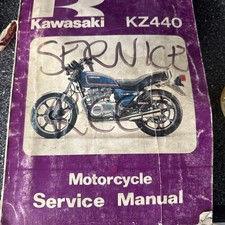 Kawasaki KZ440
SERVICE
Motorcycle
Service Manual